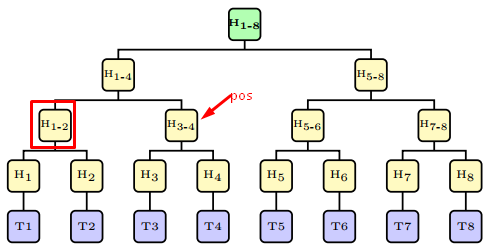 H1-8
H1-4 H5-8
H1-2 pos H3-4 H5-6 H7-8
H1 H2 H3 H4 H5 H6 H7 H8
T1 T2 T3 T4 T5 T6 T7 T8